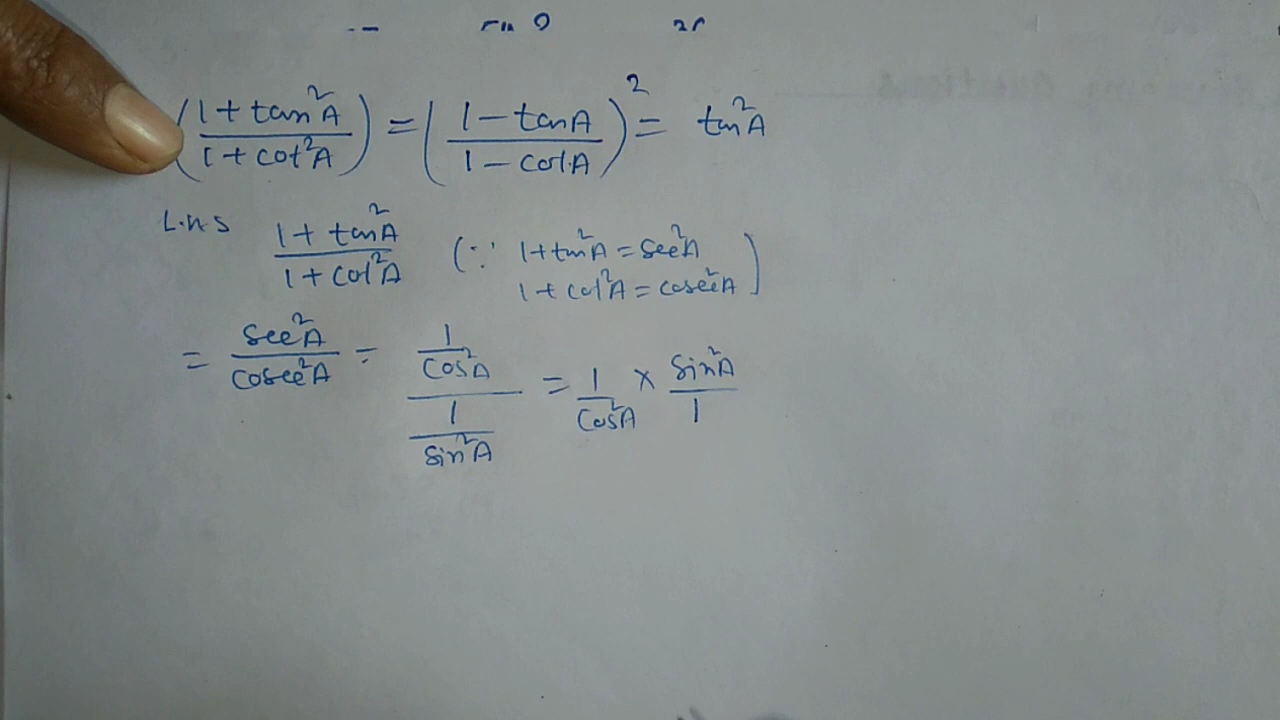 (1 + tan²A / 1 + cot²A) = (1 - tanA / 1 - cotA)² = tan²A
L.H.S 1 + tan²A / 1 + cot²A (∵ 1 + tan²A = sec²A
1 + cot²A = cosec²A)
= sec²A / cosec²A = 1/cos²A / 1/sin²A = 1/cos²A × sin²A/1